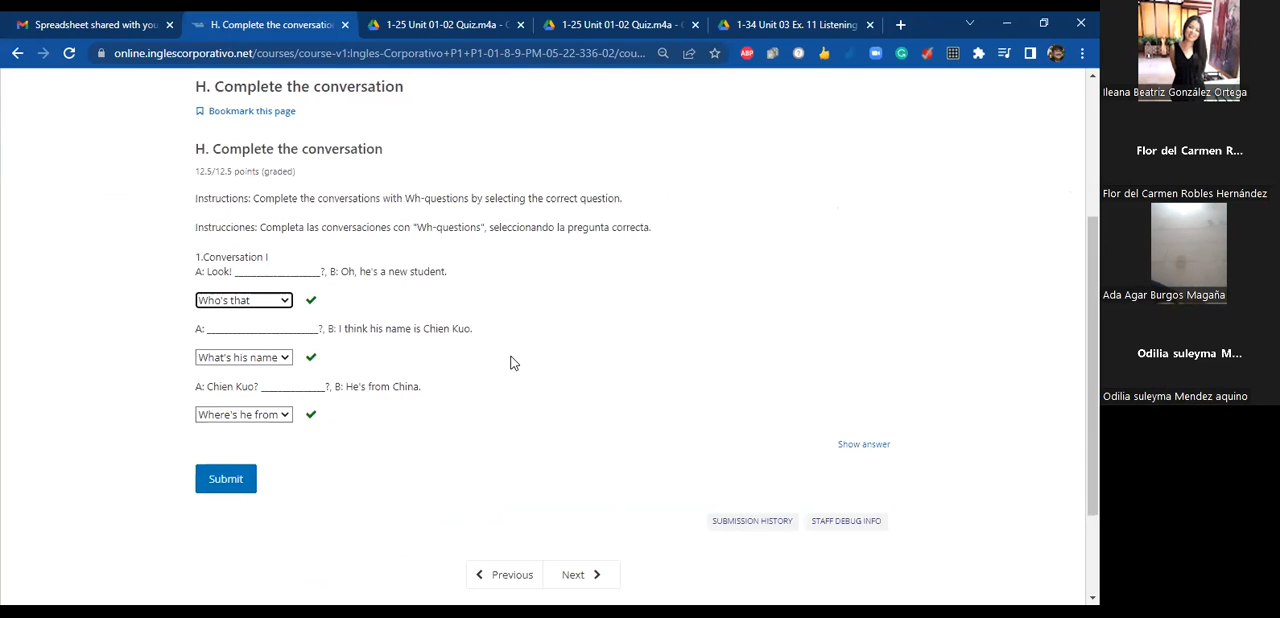 Spreadsheet shared with you
H. Complete the conversation
1-25 Unit 01-02 Quiz.m4a - G
1-25 Unit 01-02 Quiz.m4a - G
1-34 Unit 03 Ex. 11 Listening
online.inglescorporativo.net/courses/course-v1:Ingles-Corporativo+P1+P1-01-8-9-PM-05-22-336-02/cou...
H. Complete the conversation
Bookmark this page
H. Complete the conversation
12.5/12.5 points (graded)
Instructions: Complete the conversations with Wh-questions by selecting the correct question.
Instrucciones: Completa las conversaciones con "Wh-questions", seleccionando la pregunta correcta.
1.Conversation I
A: Look! ___________________?, B: Oh, he's a new student.
Who's that
A: _________________________?, B: I think his name is Chien Kuo.
What's his name
A: Chien Kuo? ______________?, B: He's from China.
Where's he from
Show answer
Submit
SUBMISSION HISTORY
STAFF DEBUG INFO
Previous
Next
Ileana Beatriz González Ortega
Flor del Carmen R...
Flor del Carmen Robles Hernández
Ada Agar Burgos Magaña
Odilia suleyma M...
Odilia suleyma Mendez aquino